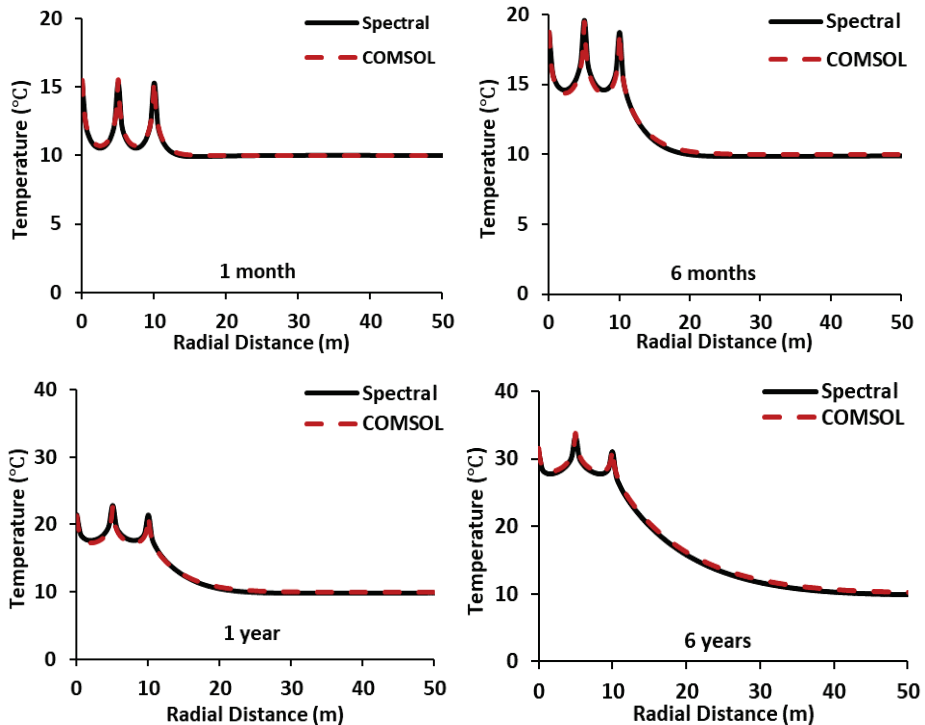 20
15
10
5
0
Temperature (°C)
Spectral
COMSOL
1 month
0 10 20 30 40 50
Radial Distance (m)
20
15
10
5
0
Temperature (°C)
Spectral
COMSOL
6 months
0 10 20 30 40 50
Radial Distance (m)
40
30
20
10
0
Temperature (°C)
Spectral
COMSOL
1 year
0 10 20 30 40 50
Radial Distance (m)
40
30
20
10
0
Temperature (°C)
Spectral
COMSOL
6 years
0 10 20 30 40 50
Radial Distance (m)